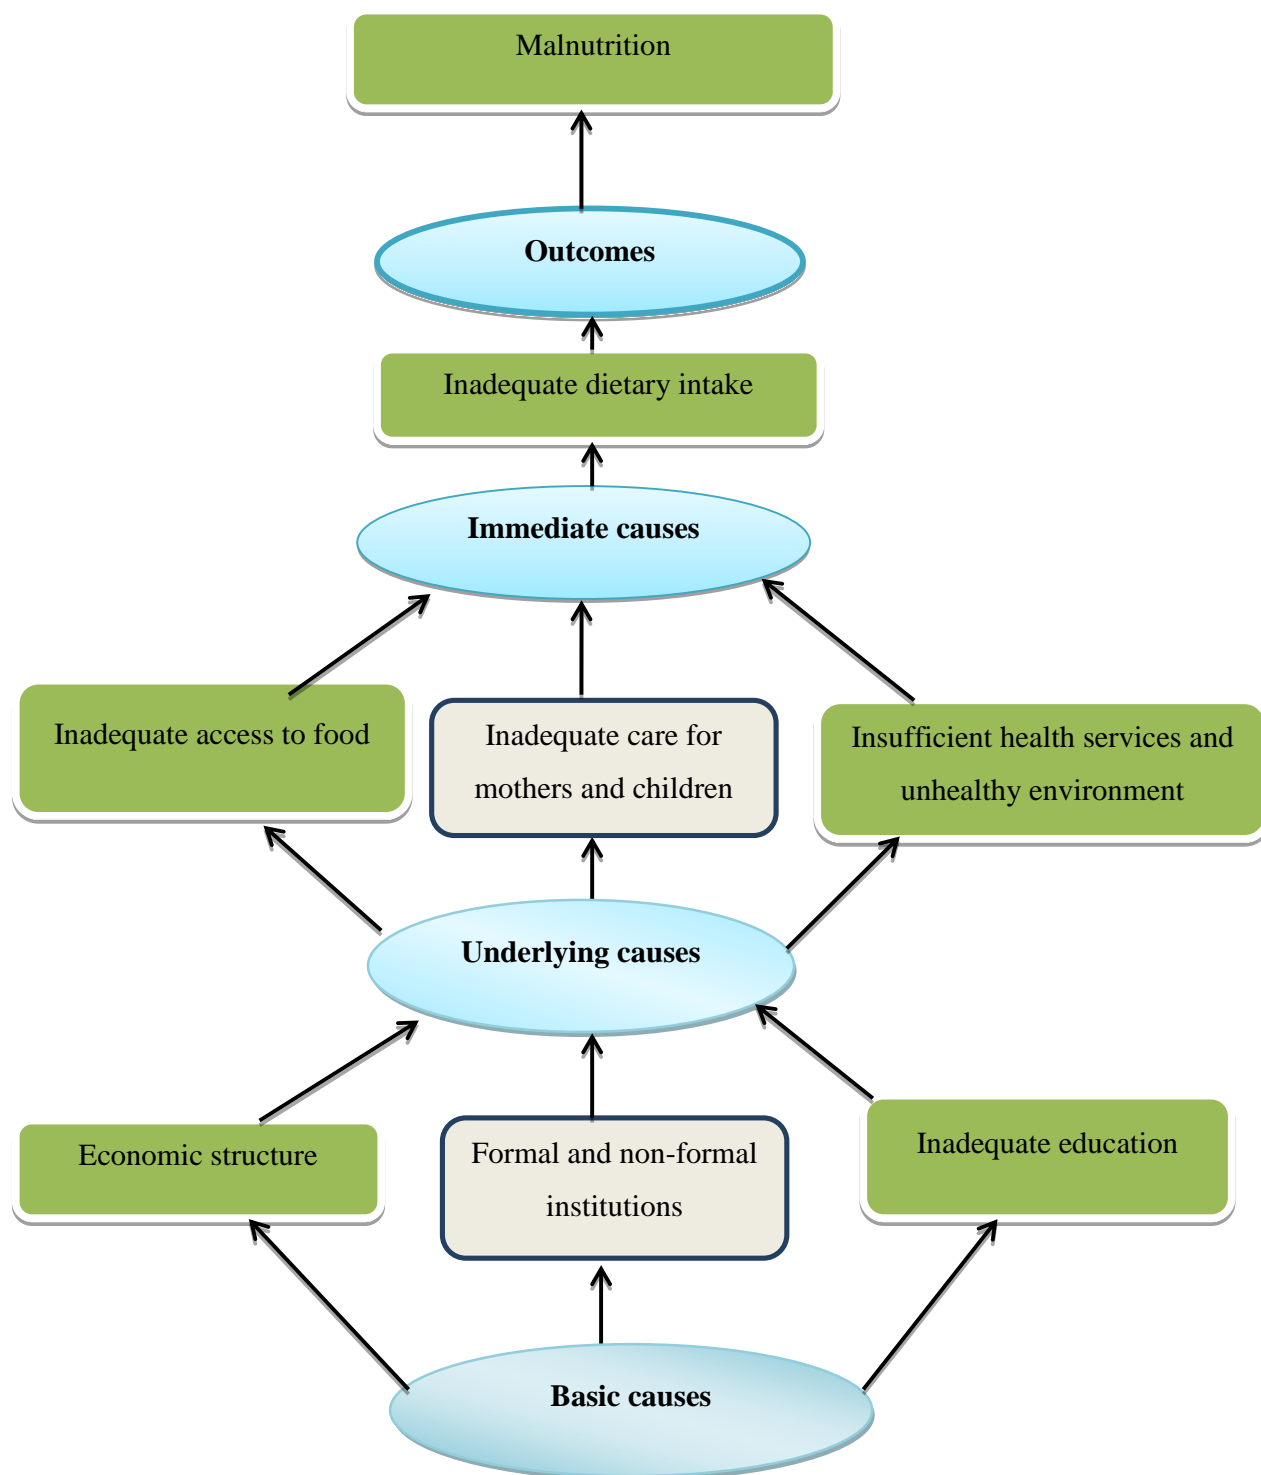 Malnutrition
Outcomes
Inadequate dietary intake
Immediate causes
Inadequate access to food
Inadequate care for
mothers and children
Insufficient health services and
unhealthy environment
Underlying causes
Economic structure
Formal and non-formal
institutions
Inadequate education
Basic causes